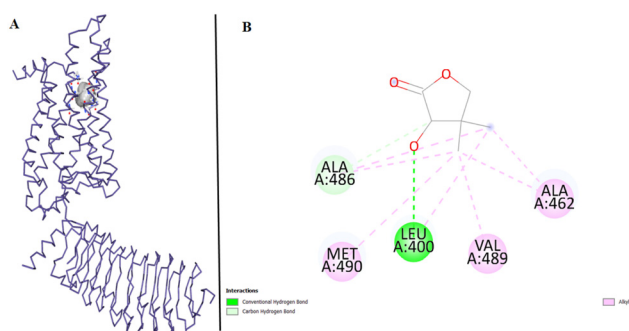 A
B
O
O
O
ALA
A:486
ALA
A:462
LEU
A:400
VAL
A:489
MET
A:490
Interactions
Conventional Hydrogen Bond
Carbon Hydrogen Bond
Alkyl